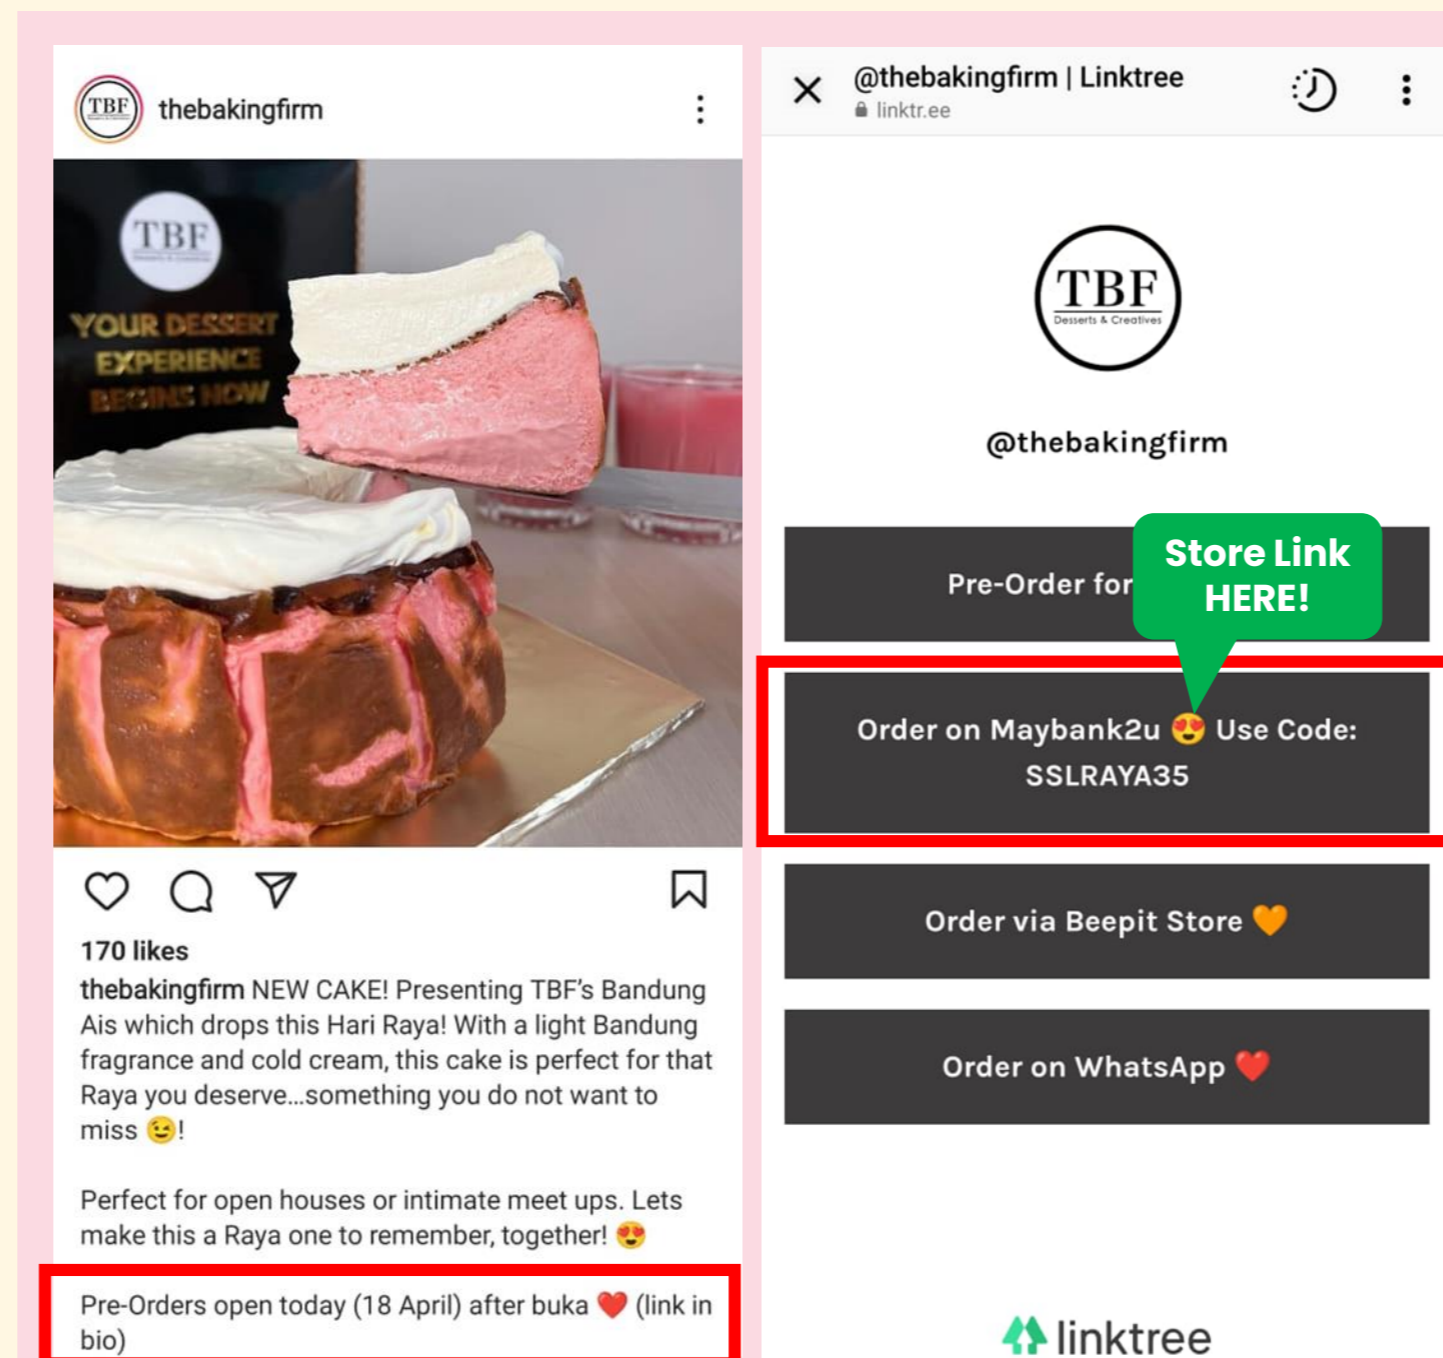 TBF
thebakingfirm
TBF
YOUR DESSERT
EXPERIENCE
BEGINS NOW
170 likes
thebakingfirm NEW CAKE! Presenting TBF's Bandung
Ais which drops this Hari Raya! With a light Bandung
fragrance and cold cream, this cake is perfect for that
Raya you deserve...something you do not want to
miss 😉!
Perfect for open houses or intimate meet ups. Lets
make this a Raya one to remember, together! 😍
Pre-Orders open today (18 April) after buka ❤️ (link in
bio)
@thebakingfirm | Linktree
linktr.ee
TBF
Desserts & Creatives
@thebakingfirm
Pre-Order for
Store Link
HERE!
Order on Maybank2u 😍 Use Code:
SSLRAYA35
Order via Beepit Store 🧡
Order on WhatsApp ❤️
linktree